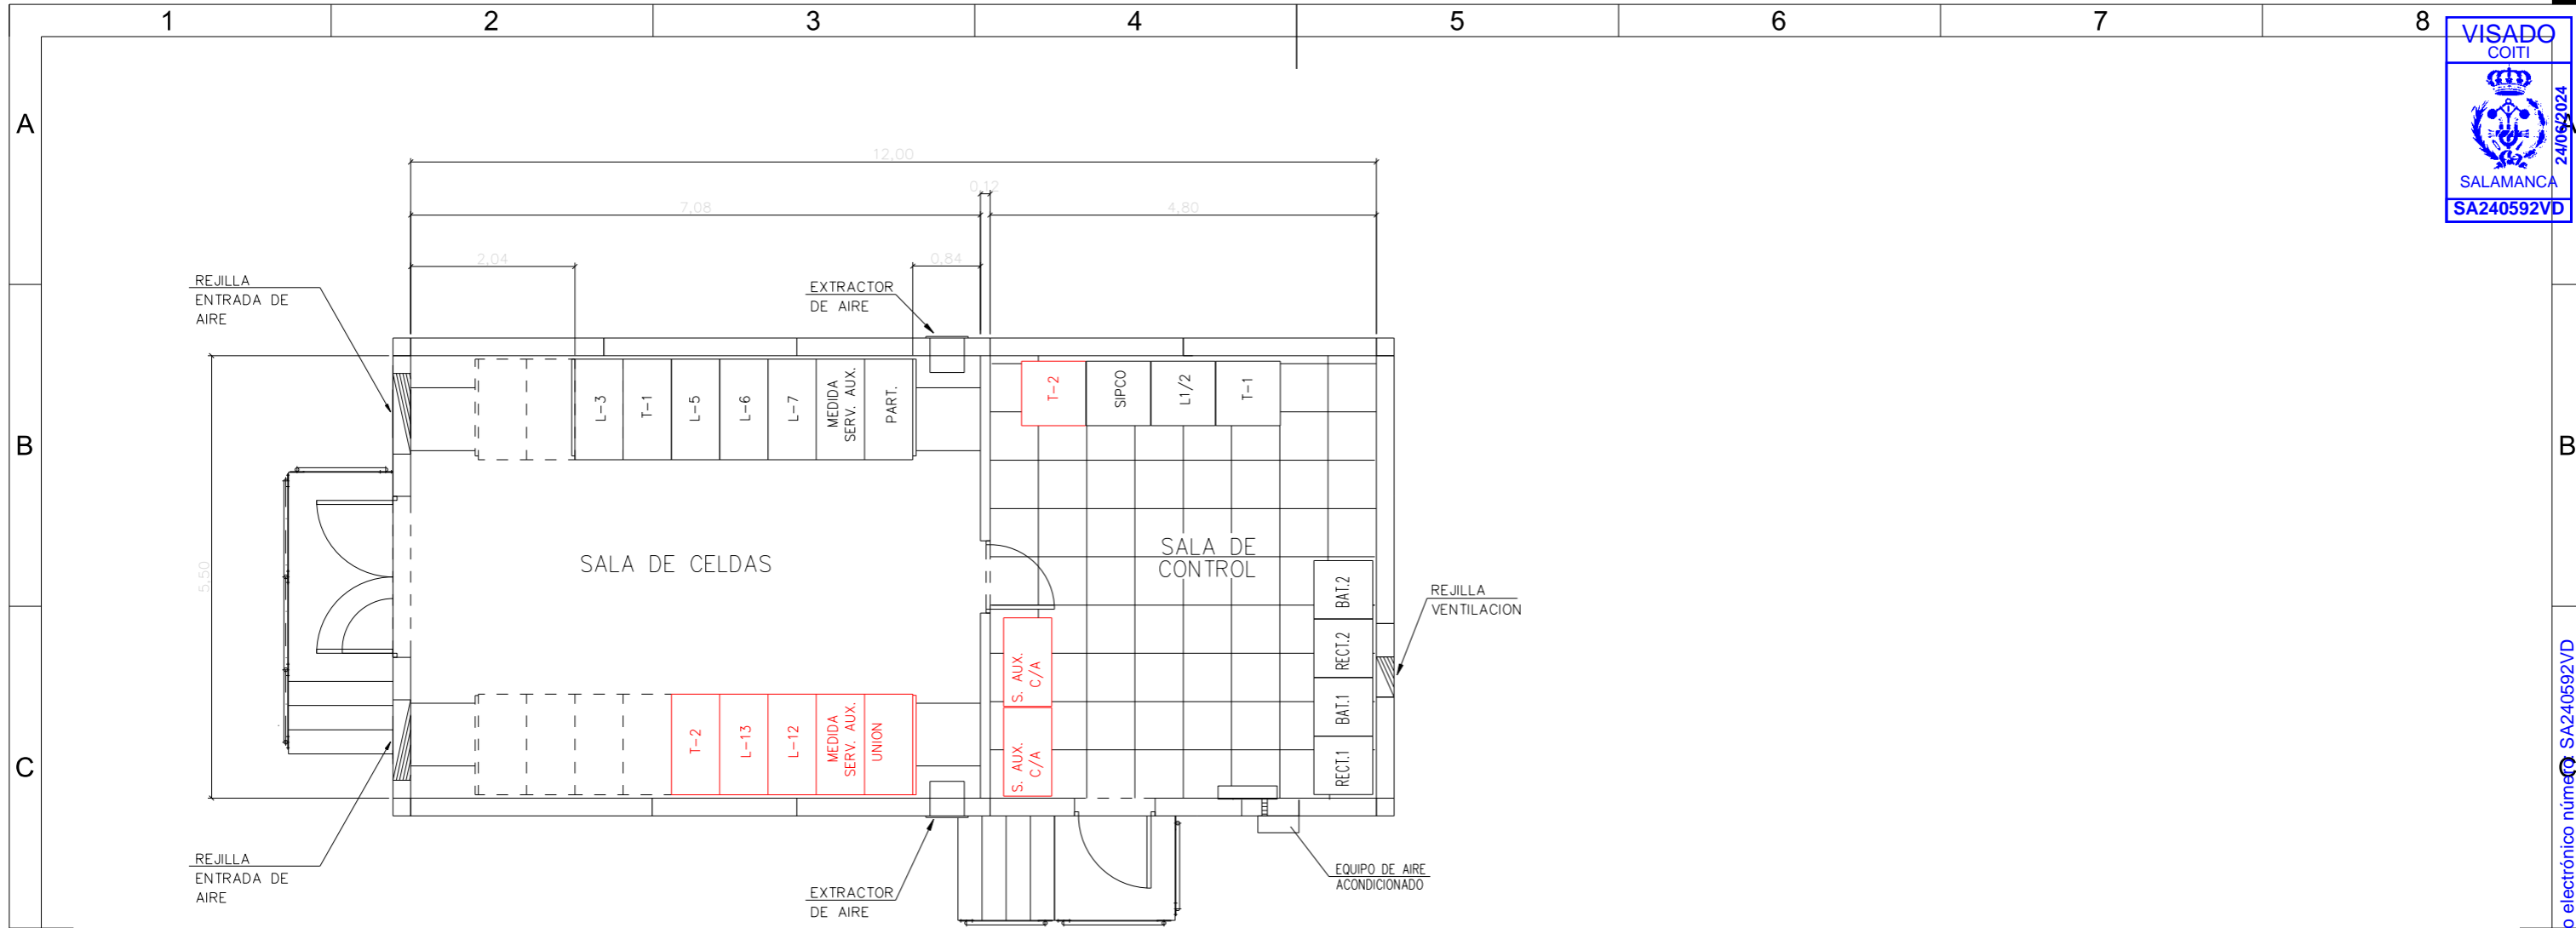 1 2 3 4 5 6 7 8
VISADO
COITI
24/06/2024
SALAMANCA
SA240592VD
A
A
12,00
0,12
7,08
4,80
2,04
0,84
REJILLA
ENTRADA DE
AIRE
EXTRACTOR
DE AIRE
B
B
L-3
T-1
L-5
L-6
L-7
MEDIDA
SERV. AUX.
PART.
T-2
SIPCO
L1/2
T-1
5,50
SALA DE CELDAS
SALA DE
CONTROL
BAT.2
RECT.2
BAT.1
RECT.1
REJILLA
VENTILACION
S. AUX.
C/A
S. AUX.
C/A
T-2
L-13
L-12
MEDIDA
SERV. AUX.
UNION
C
C
REJILLA
ENTRADA DE
AIRE
EXTRACTOR
DE AIRE
EQUIPO DE AIRE
ACONDICIONADO
electrónico número: SA240592VD